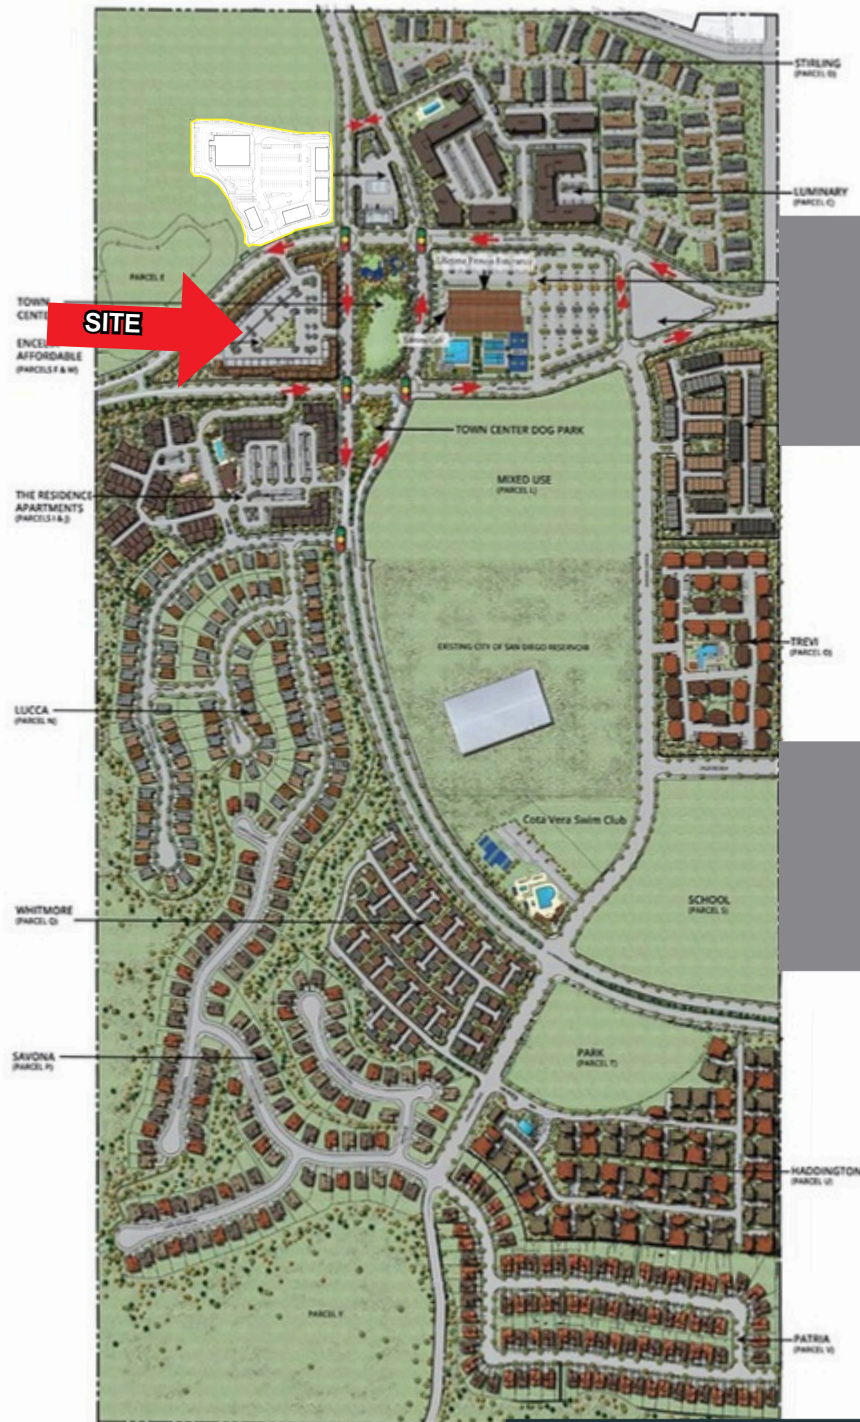 STIRLING
(PARCEL D)
LUMINARY
(PARCEL C)
PARCEL E
TOWN
CENTE
SITE
AFFORDABLE
(PARCELS F & W)
TOWN CENTER DOG PARK
MIXED USE
(PARCEL L)
THE RESIDENCE
APARTMENTS
(PARCELS I & J)
EXISTING CITY OF SAN DIEGO RESERVOIR
TREVI
(PARCEL O)
LUCCA
(PARCEL N)
Cota Vera Swim Club
SCHOOL
(PARCEL S)
WHITMORE
(PARCEL Q)
SAVONA
(PARCEL P)
PARK
(PARCEL T)
HADDINGTON
(PARCEL U)
PARCEL Y
PATRIA
(PARCEL V)